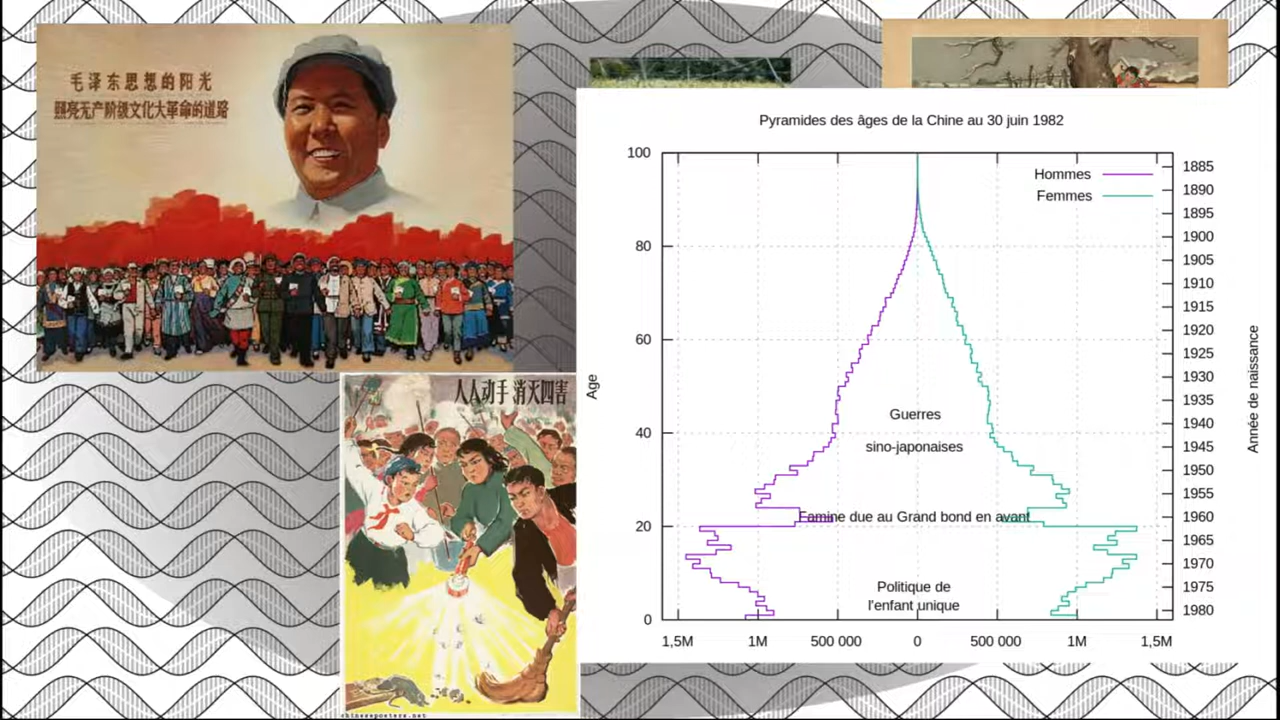 毛泽东思想的阳光
照亮无产阶级文化大革命的道路
人人动手 消灭四害
chineseposters.net
Pyramides des âges de la Chine au 30 juin 1982
Hommes
Femmes
100
80
60
40
20
0
Age
Guerres
sino-japonaises
Famine due au Grand bond en avant
Politique de
l'enfant unique
1,5M 1M 500 000 0 500 000 1M 1,5M
1885
1890
1895
1900
1905
1910
1915
1920
1925
1930
1935
1940
1945
1950
1955
1960
1965
1970
1975
1980
Année de naissance